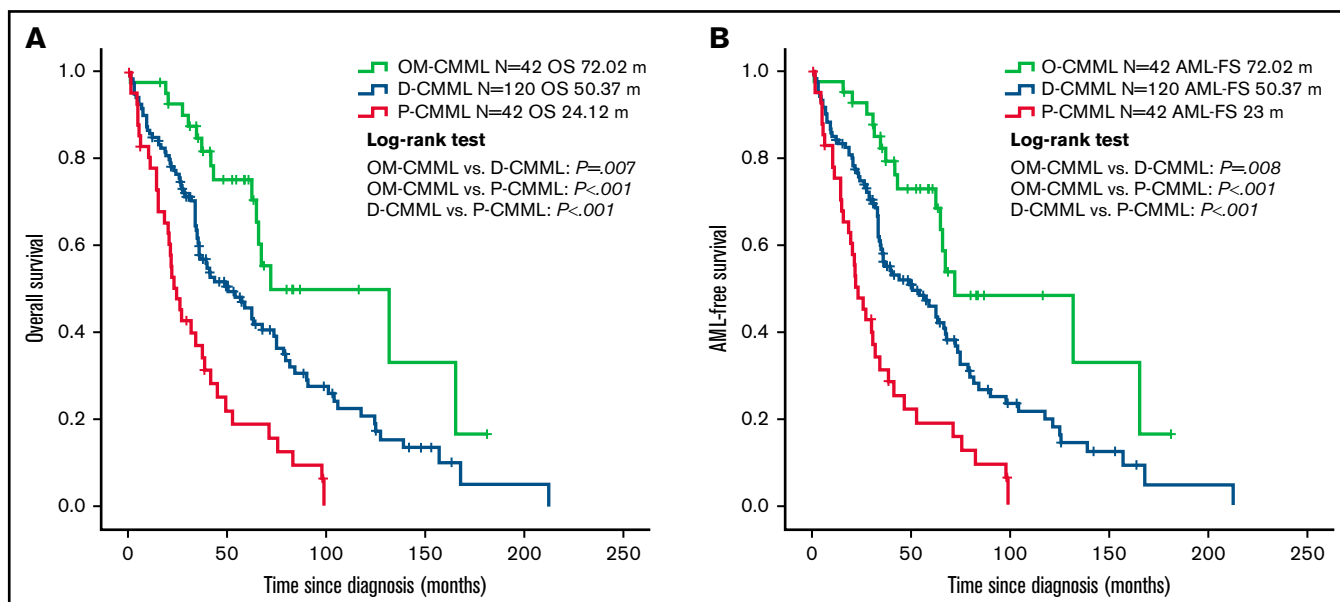 A
OM-CMML N=42 OS 72.02 m
D-CMML N=120 OS 50.37 m
P-CMML N=42 OS 24.12 m
Log-rank test
OM-CMML vs. D-CMML: P=.007
OM-CMML vs. P-CMML: P<.001
D-CMML vs. P-CMML: P<.001
Overall survival
1.0
0.8
0.6
0.4
0.2
0.0
0 50 100 150 200 250
Time since diagnosis (months)
B
O-CMML N=42 AML-FS 72.02 m
D-CMML N=120 AML-FS 50.37 m
P-CMML N=42 AML-FS 23 m
Log-rank test
OM-CMML vs. D-CMML: P=.008
OM-CMML vs. P-CMML: P<.001
D-CMML vs. P-CMML: P<.001
AML-free survival
1.0
0.8
0.6
0.4
0.2
0.0
0 50 100 150 200 250
Time since diagnosis (months)